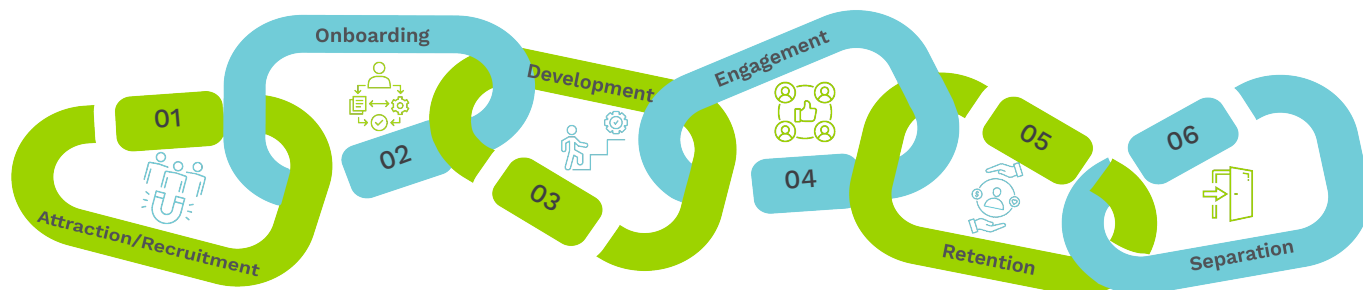 01
Attraction/Recruitment
Onboarding
02
Development
03
Engagement
04
05
Retention
06
Separation